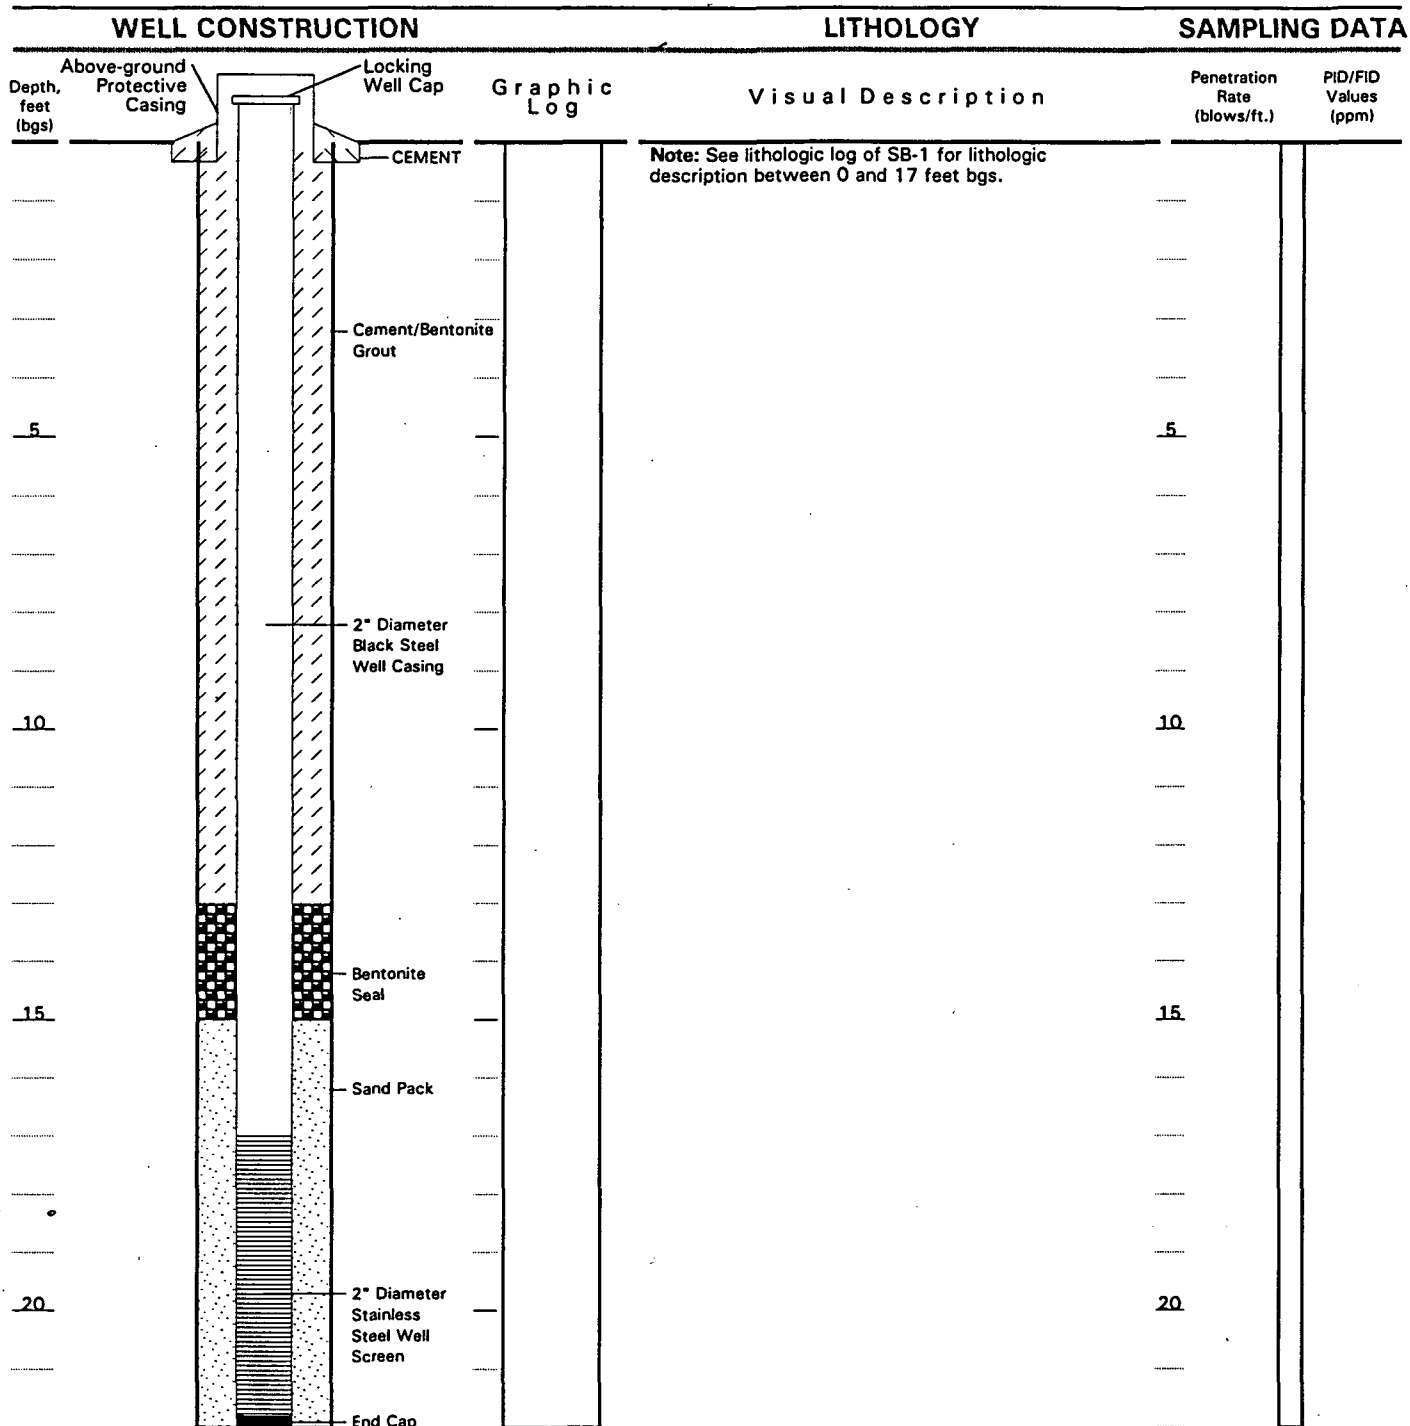 WELL CONSTRUCTION
LITHOLOGY
SAMPLING DATA
Depth,
feet
(bgs)
Above-ground
Protective
Casing
Locking
Well Cap
Graphic
Log
Visual Description
Penetration
Rate
(blows/ft.)
PID/FID
Values
(ppm)
CEMENT
Note: See lithologic log of SB-1 for lithologic
description between 0 and 17 feet bgs.
Cement/Bentonite
Grout
5
5
2" Diameter
Black Steel
Well Casing
10
10
Bentonite
Seal
15
15
Sand Pack
2" Diameter
Stainless
Steel Well
Screen
20
20
End Cap